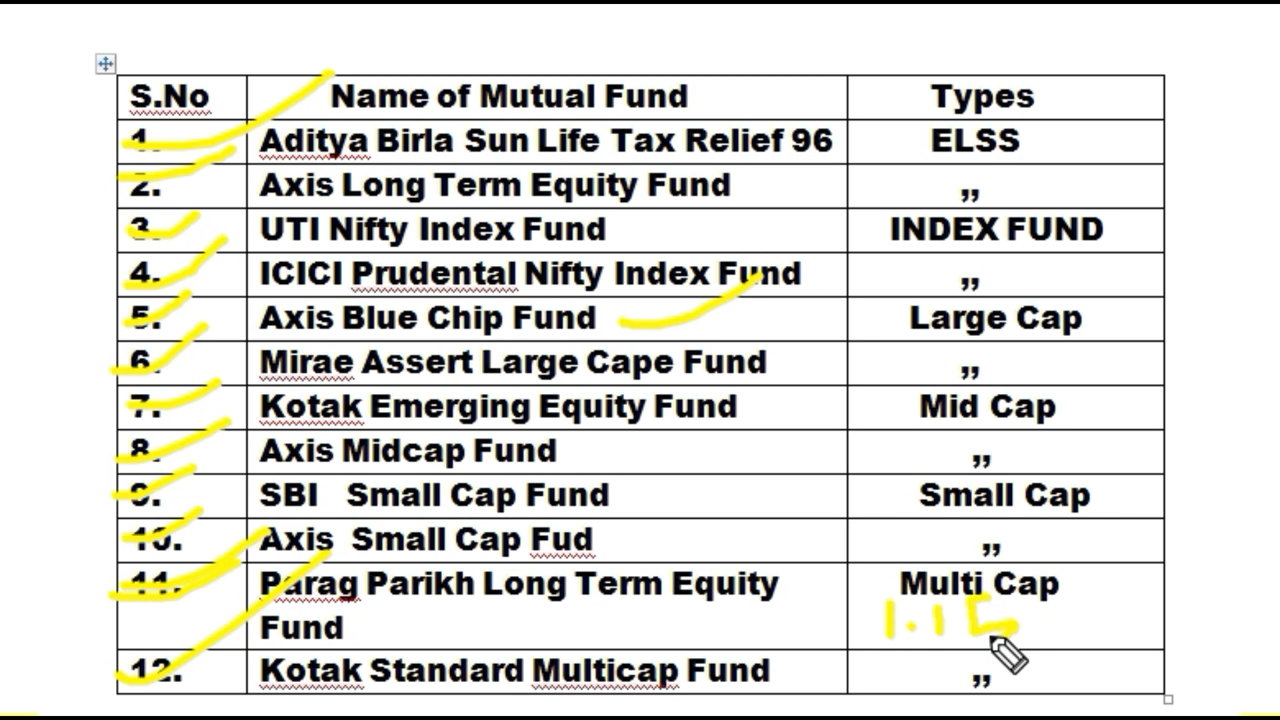 S.No Name of Mutual Fund Types
1. Aditya Birla Sun Life Tax Relief 96 ELSS
2. Axis Long Term Equity Fund ,,
3. UTI Nifty Index Fund INDEX FUND
4. ICICI Prudental Nifty Index Fund ,,
5. Axis Blue Chip Fund Large Cap
6. Mirae Assert Large Cape Fund ,,
7. Kotak Emerging Equity Fund Mid Cap
8. Axis Midcap Fund ,,
9. SBI Small Cap Fund Small Cap
10. Axis Small Cap Fud ,,
11. Parag Parikh Long Term Equity Multi Cap
Fund 1.15
12. Kotak Standard Multicap Fund ,,